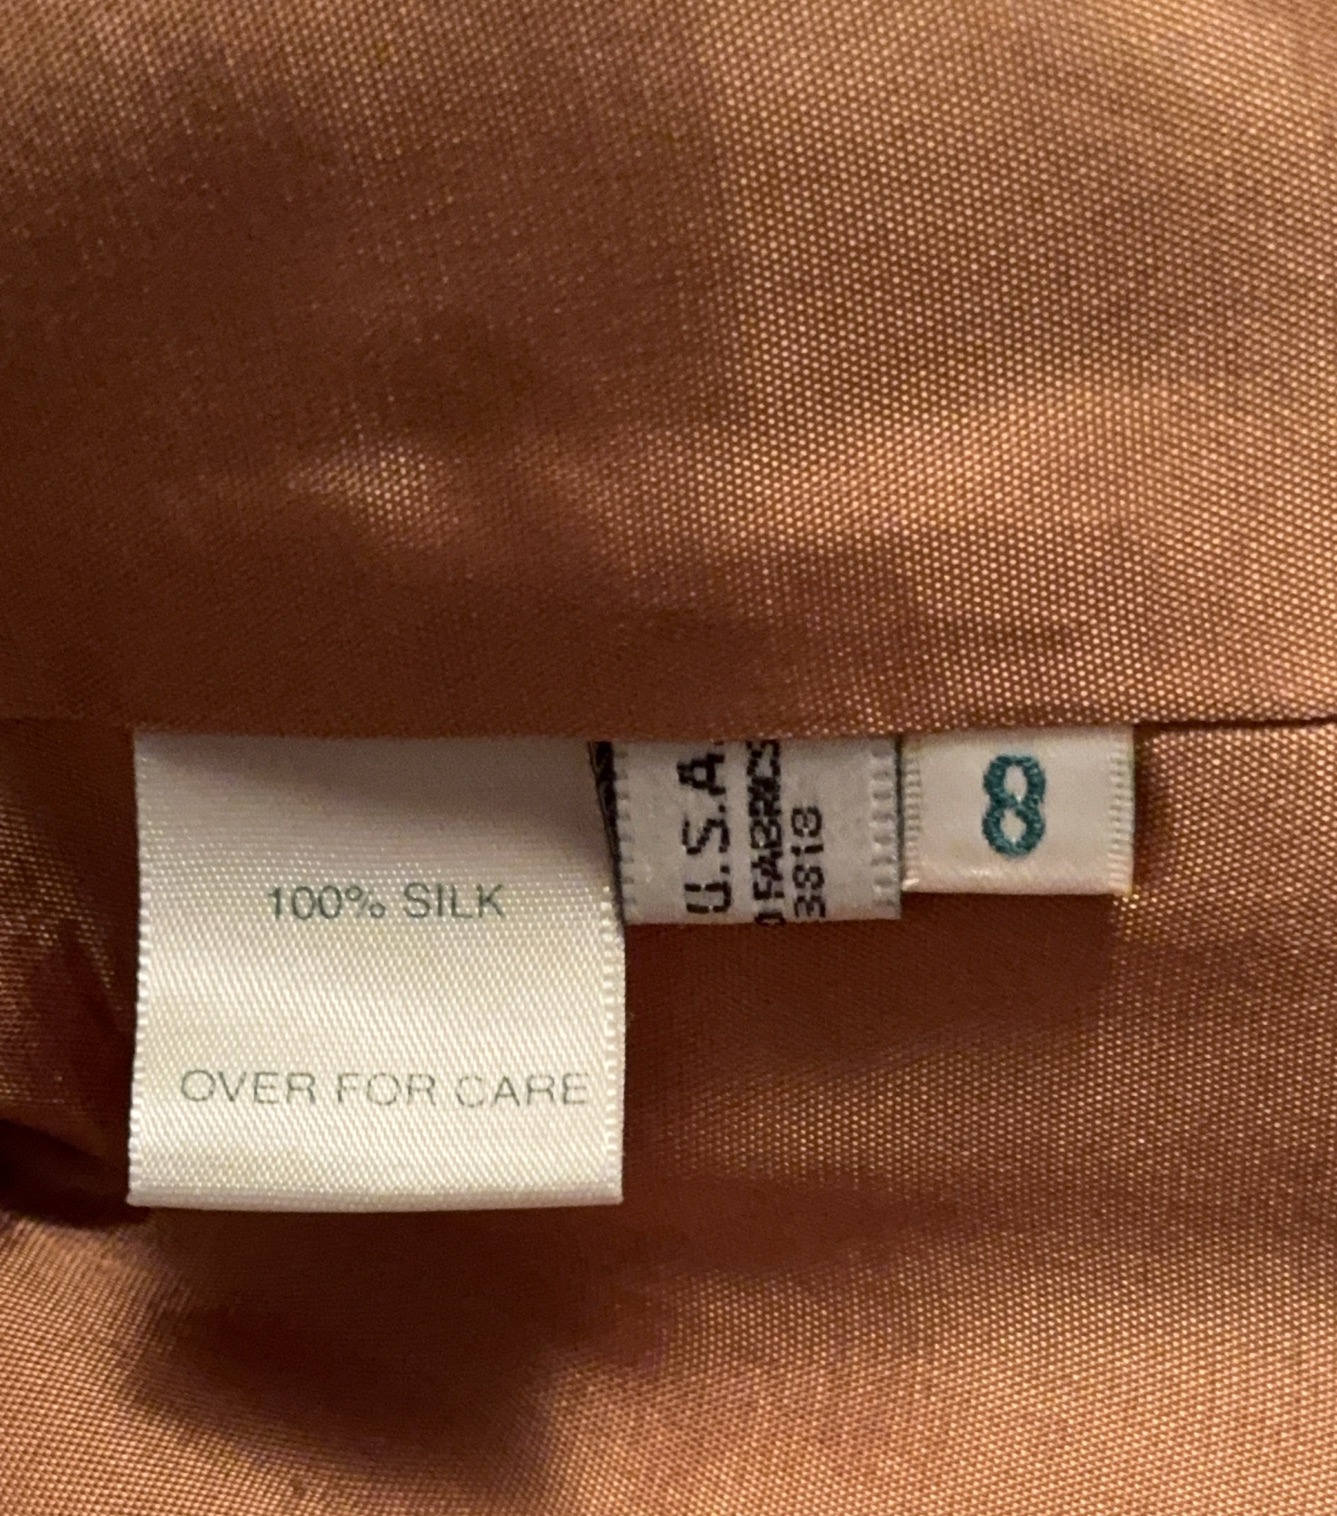 100% SILK
OVER FOR CARE
U.S.A.
FABRICS
3813
8